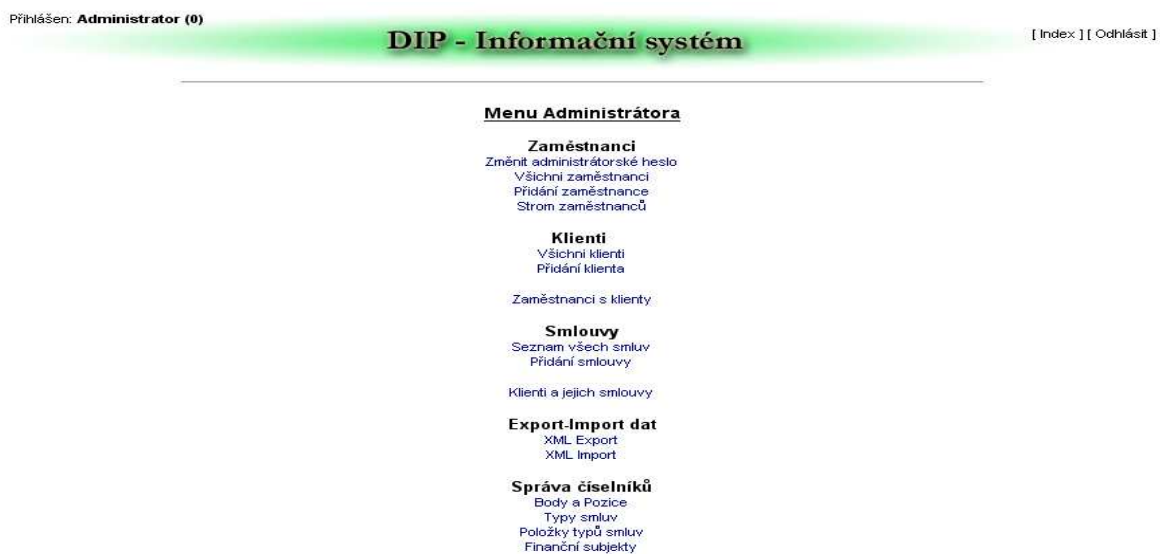 Přihlášen: Administrator (0)
DIP - Informační systém
[ Index ] [ Odhlásit ]
Menu Administrátora
Zaměstnanci
Změnit administrátorské heslo
Všichni zaměstnanci
Přidání zaměstnance
Strom zaměstnanců
Klienti
Všichni klienti
Přidání klienta
Zaměstnanci s klienty
Smlouvy
Seznam všech smluv
Přidání smlouvy
Klienti a jejich smlouvy
Export-Import dat
XML Export
XML Import
Správa číselníků
Body a Pozice
Typy smluv
Položky typů smluv
Finanční subjekty